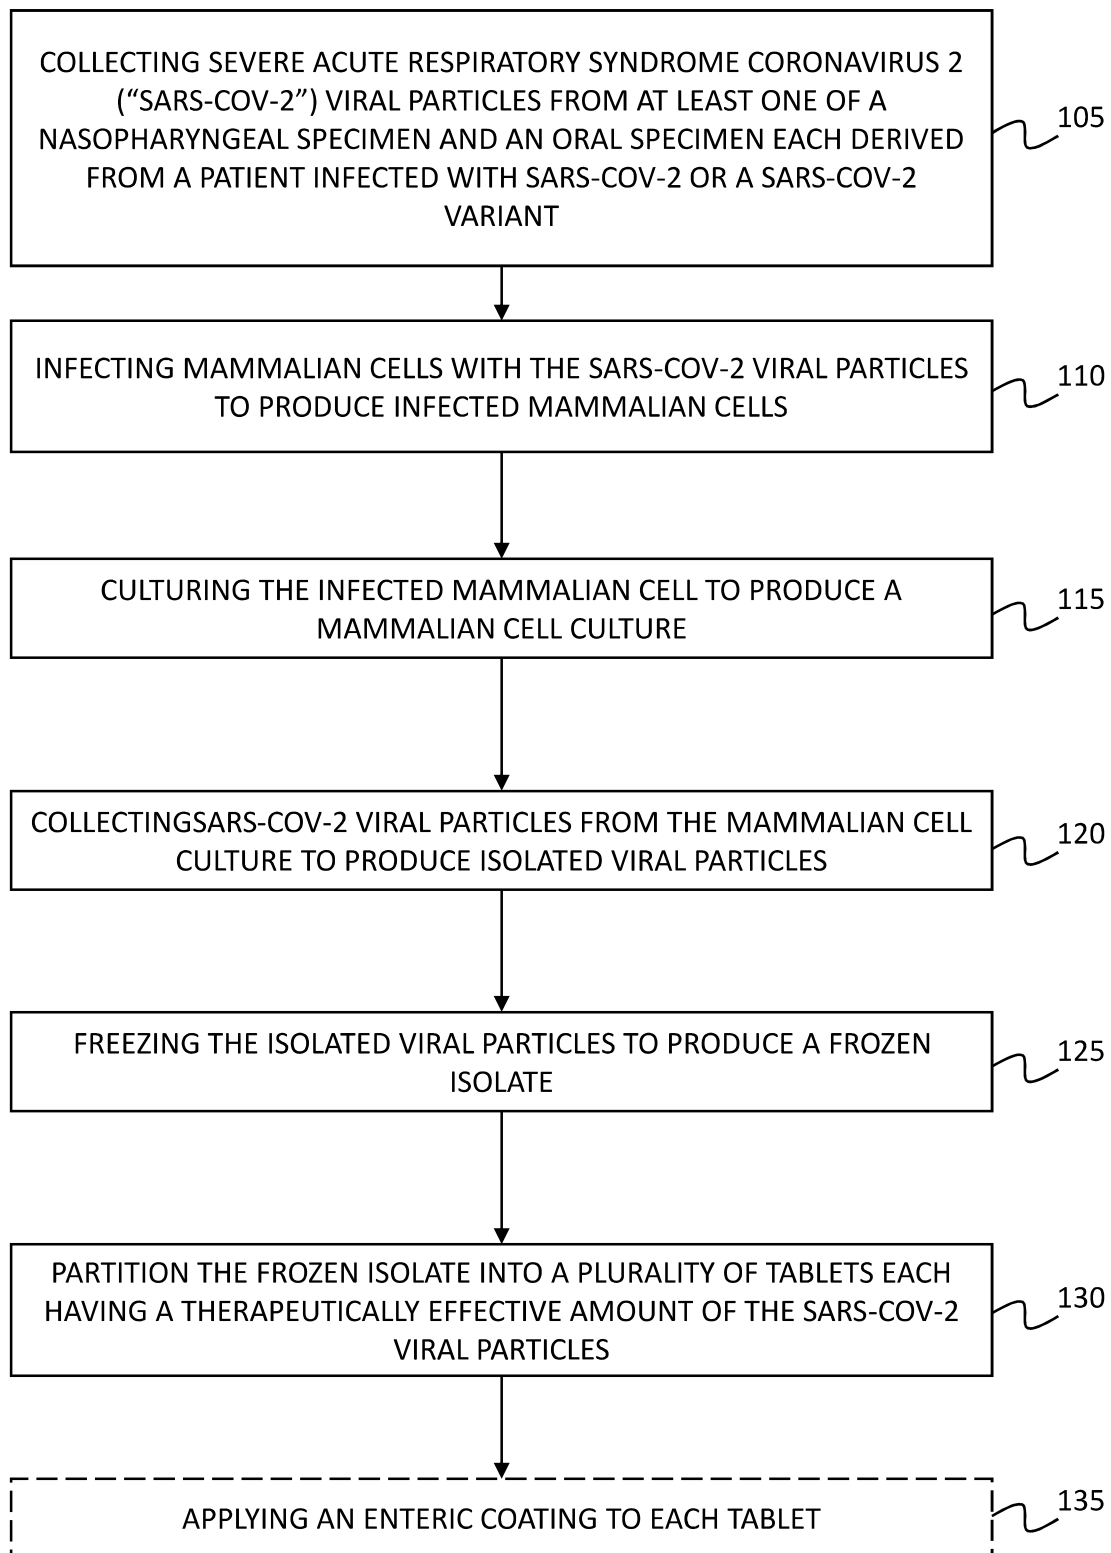 COLLECTING SEVERE ACUTE RESPIRATORY SYNDROME CORONAVIRUS 2
(“SARS-COV-2”) VIRAL PARTICLES FROM AT LEAST ONE OF A
NASOPHARYNGEAL SPECIMEN AND AN ORAL SPECIMEN EACH DERIVED
FROM A PATIENT INFECTED WITH SARS-COV-2 OR A SARS-COV-2
VARIANT
105
INFECTING MAMMALIAN CELLS WITH THE SARS-COV-2 VIRAL PARTICLES
TO PRODUCE INFECTED MAMMALIAN CELLS
110
CULTURING THE INFECTED MAMMALIAN CELL TO PRODUCE A
MAMMALIAN CELL CULTURE
115
COLLECTINGSARS-COV-2 VIRAL PARTICLES FROM THE MAMMALIAN CELL
CULTURE TO PRODUCE ISOLATED VIRAL PARTICLES
120
FREEZING THE ISOLATED VIRAL PARTICLES TO PRODUCE A FROZEN
ISOLATE
125
PARTITION THE FROZEN ISOLATE INTO A PLURALITY OF TABLETS EACH
HAVING A THERAPEUTICALLY EFFECTIVE AMOUNT OF THE SARS-COV-2
VIRAL PARTICLES
130
APPLYING AN ENTERIC COATING TO EACH TABLET
135